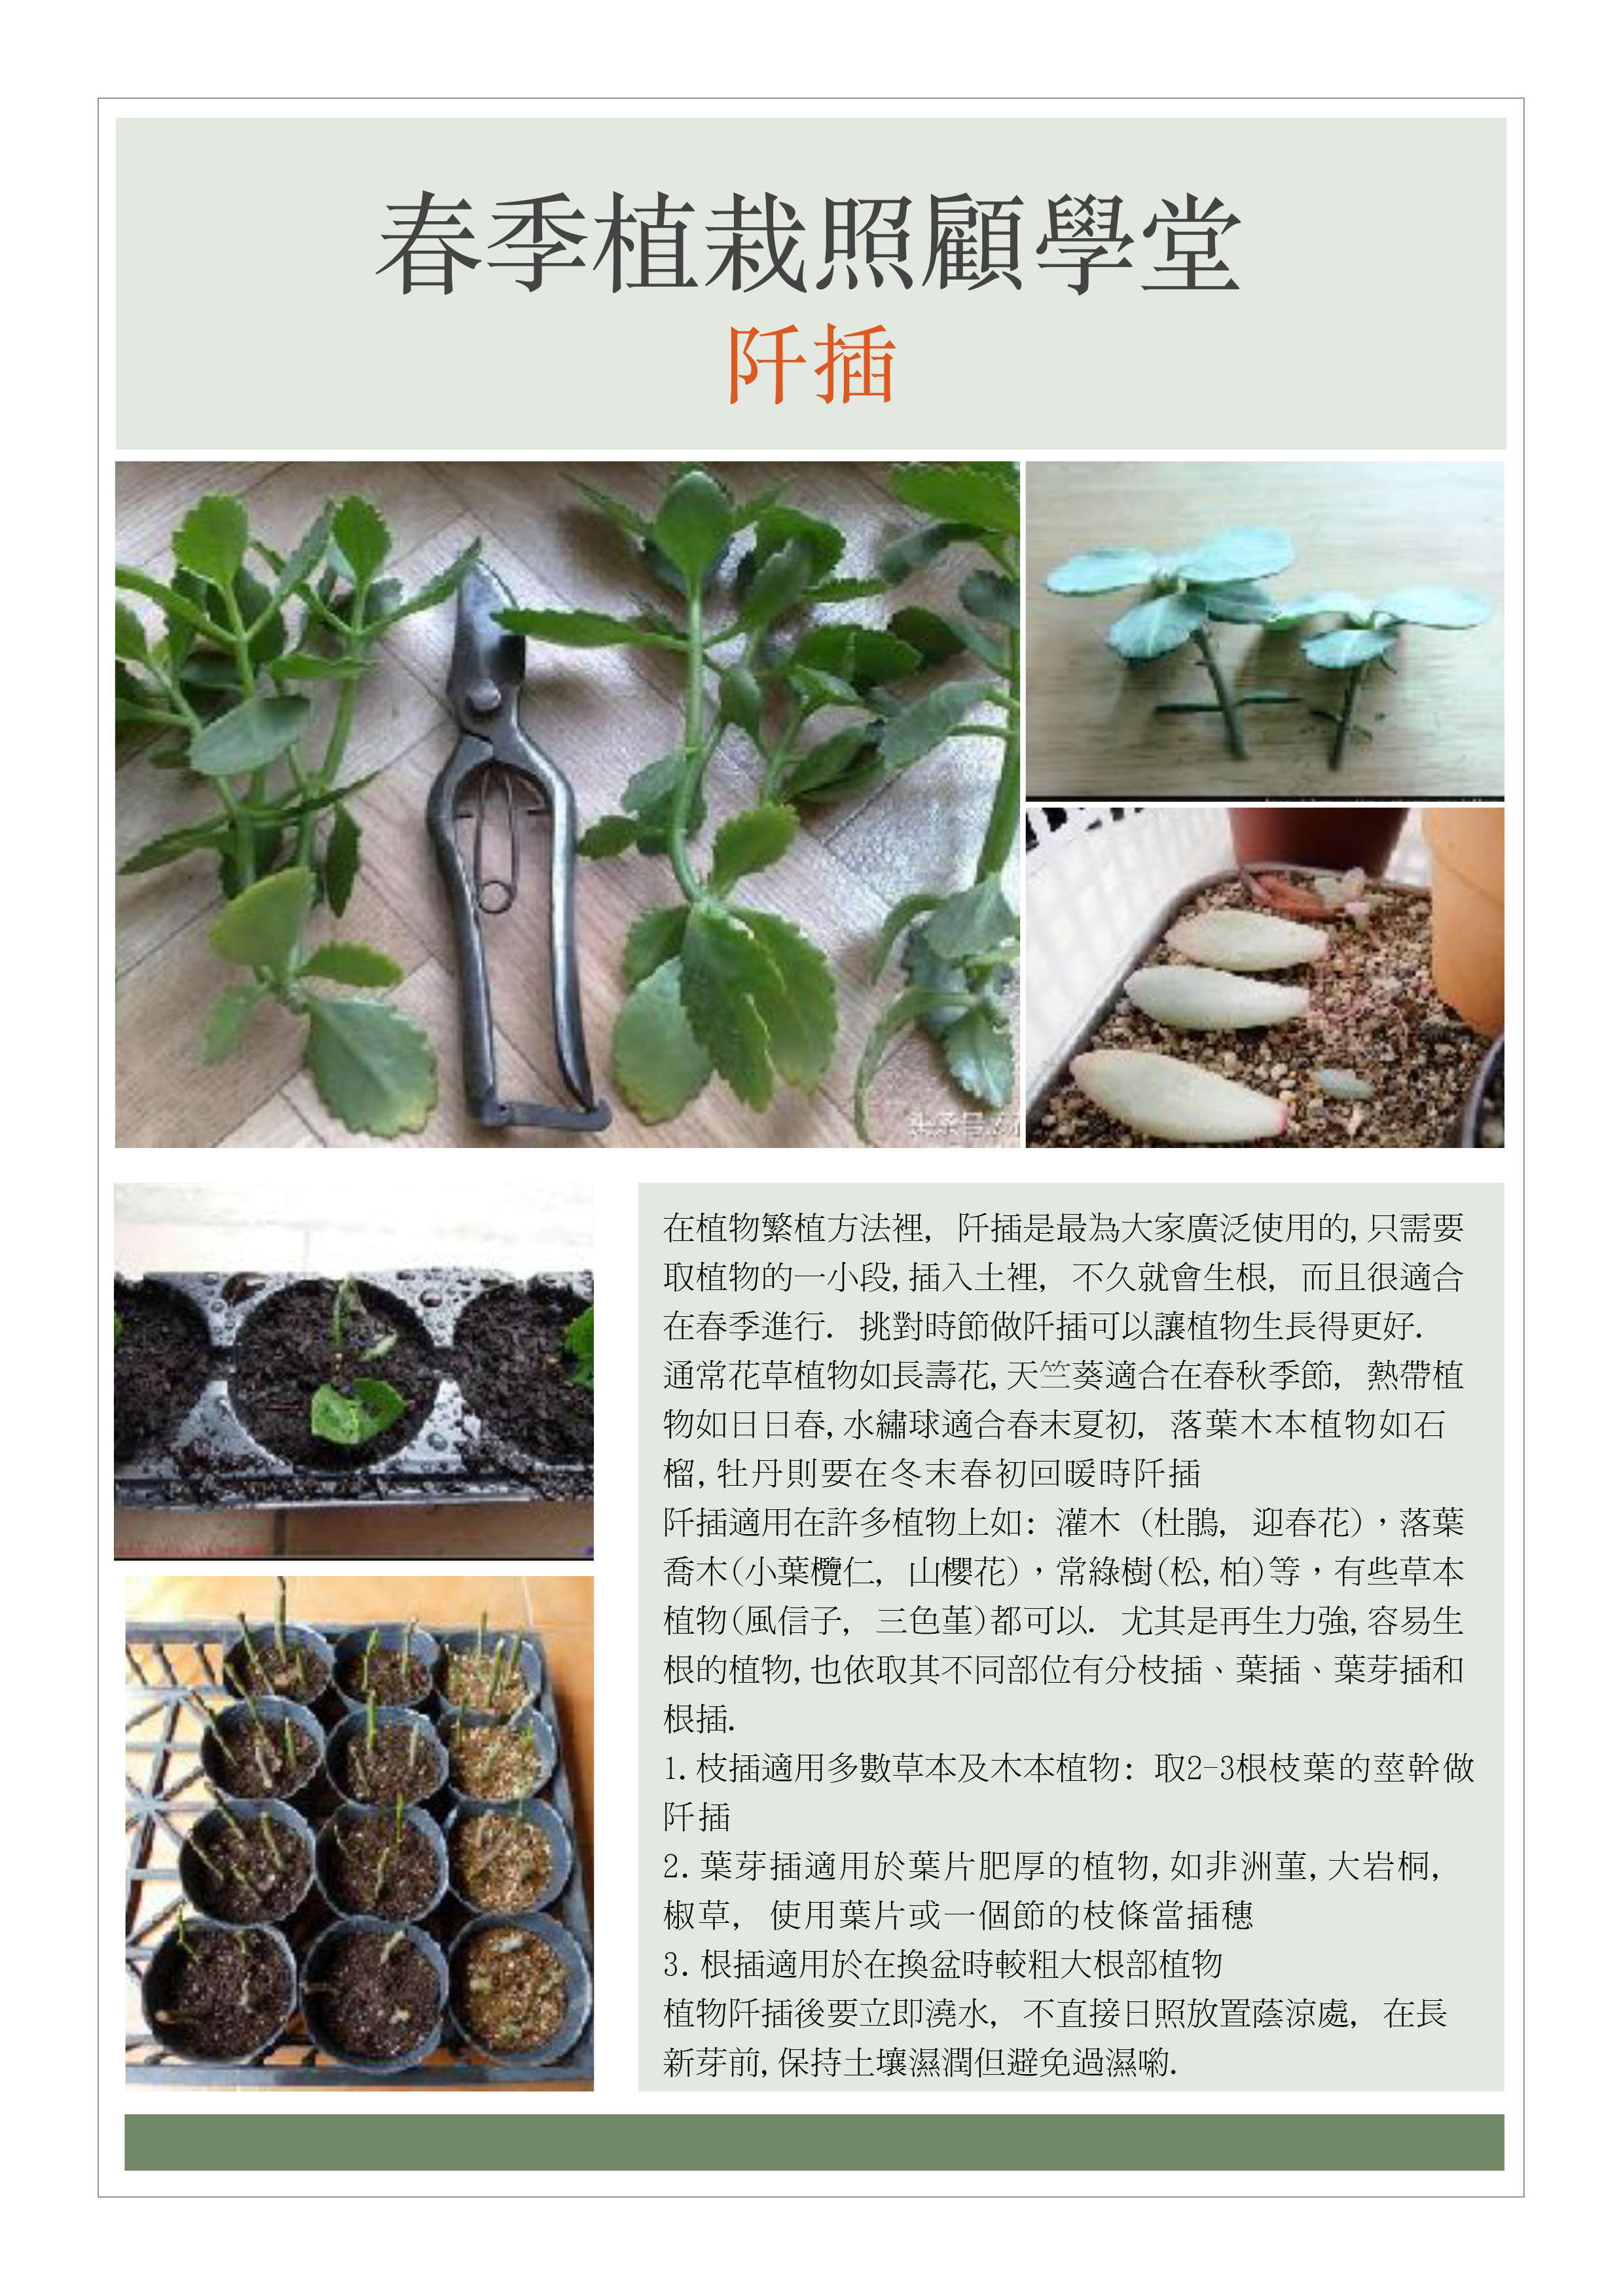 春季植栽照顧學堂
阡插
在植物繁植方法裡, 阡插是最為大家廣泛使用的,只需要
取植物的一小段,插入土裡, 不久就會生根, 而且很適合
在春季進行. 挑對時節做阡插可以讓植物生長得更好.
通常花草植物如長壽花,天竺葵適合在春秋季節, 熱帶植
物如日日春,水繡球適合春末夏初, 落葉木本植物如石
榴,牡丹則要在冬末春初回暖時阡插
阡插適用在許多植物上如: 灌木 (杜鵑, 迎春花)，落葉
喬木(小葉欖仁, 山櫻花)，常綠樹(松,柏)等，有些草本
植物(風信子, 三色菫)都可以. 尤其是再生力強,容易生
根的植物,也依取其不同部位有分枝插、葉插、葉芽插和
根插.
1.枝插適用多數草本及木本植物: 取2-3根枝葉的莖幹做
阡插
2.葉芽插適用於葉片肥厚的植物,如非洲菫,大岩桐,
椒草, 使用葉片或一個節的枝條當插穗
3.根插適用於在換盆時較粗大根部植物
植物阡插後要立即澆水, 不直接日照放置蔭涼處, 在長
新芽前,保持土壤濕潤但避免過濕喲.